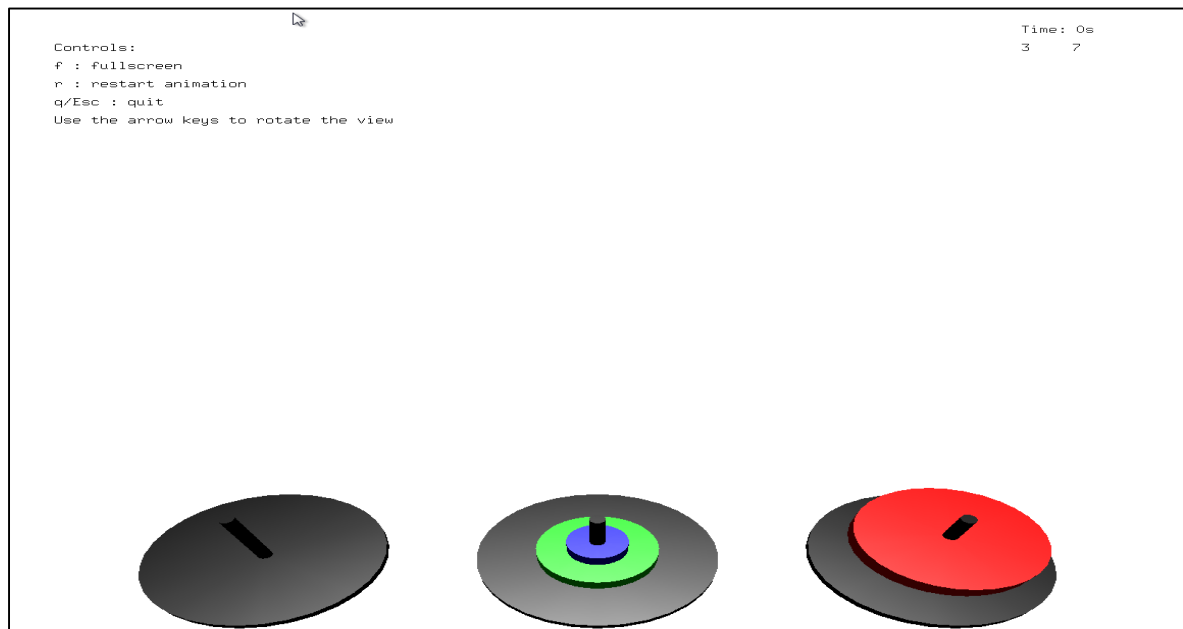 Time: 0s
3 7
Controls:
f : fullscreen
r : restart animation
q/Esc : quit
Use the arrow keys to rotate the view